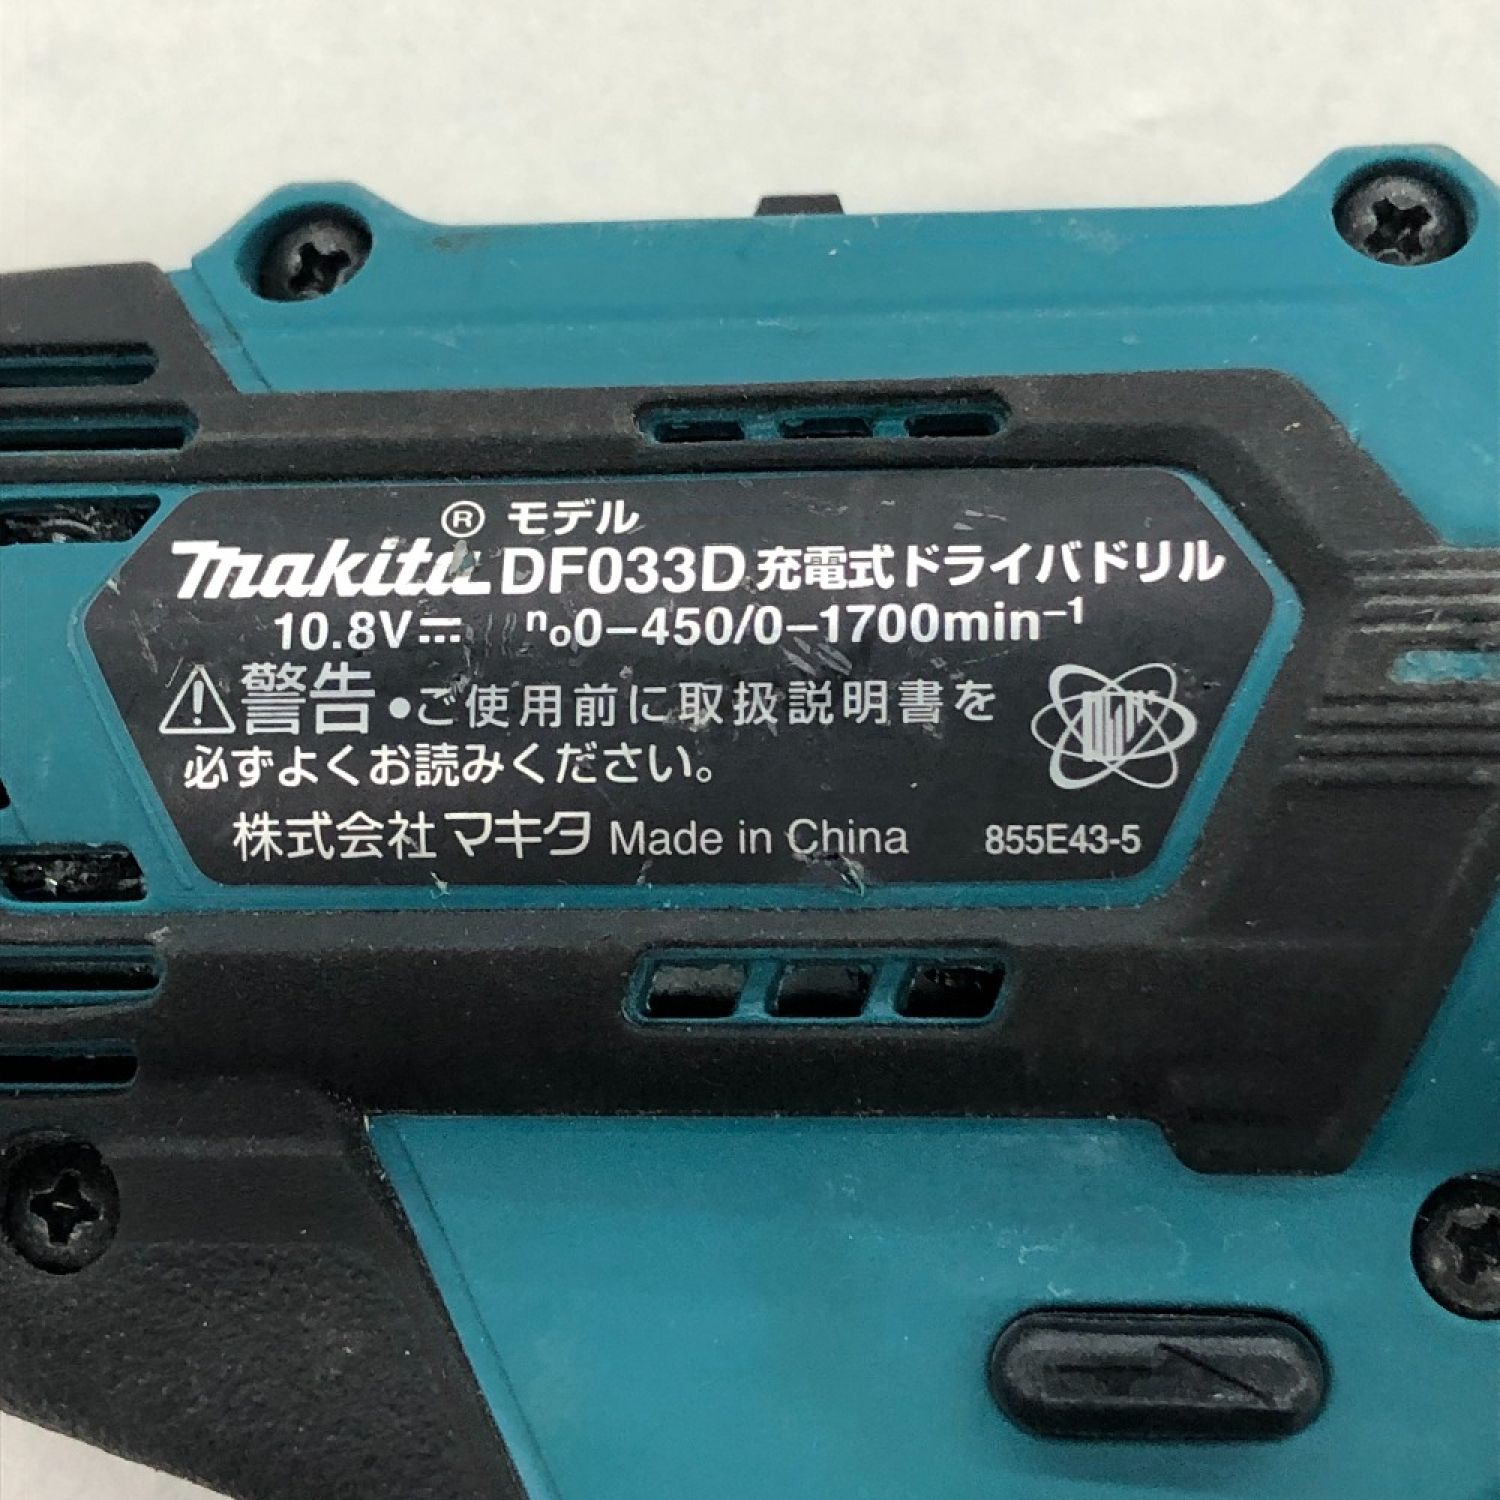 ® モデル
makita DF033D 充電式ドライバドリル
10.8V⎓ n₀0-450/0-1700min⁻¹
⚠警告 ●ご使用前に取扱説明書を
必ずよくお読みください。
株式会社マキタ Made in China 855E43-5